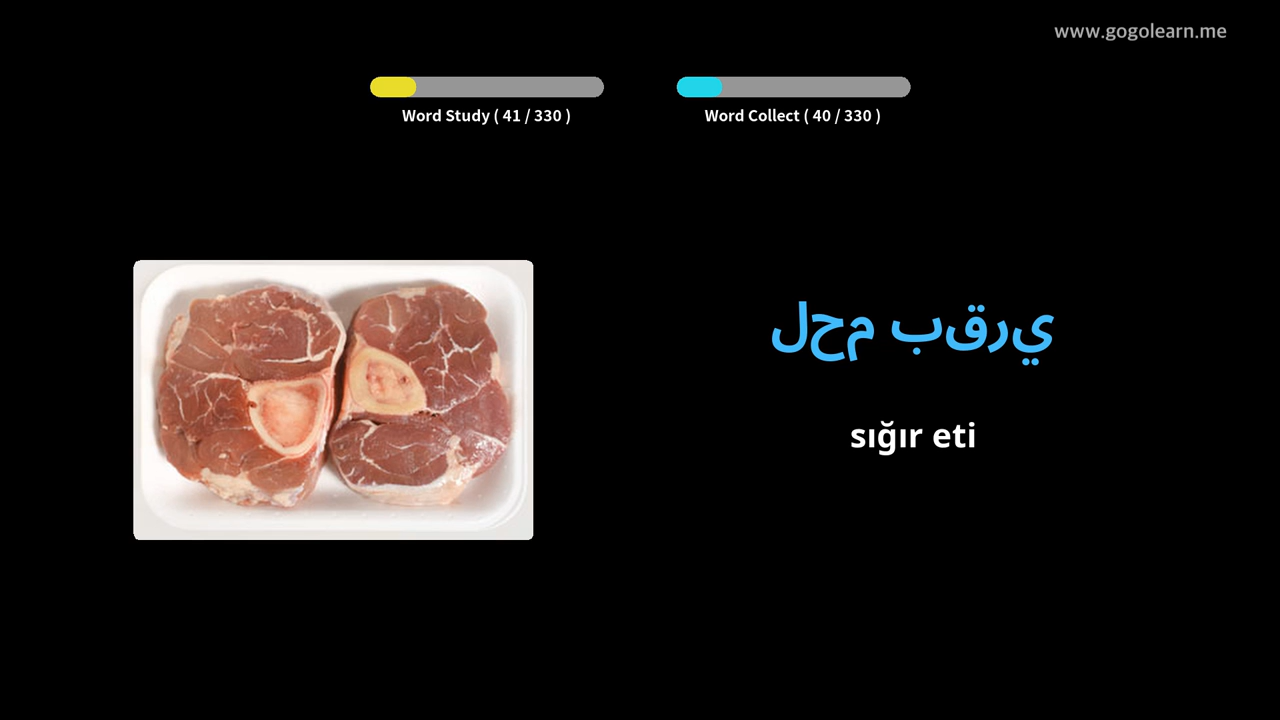 www.gogolearn.me
Word Study ( 41 / 330 )
Word Collect ( 40 / 330 )
لحم بقري
sığır eti